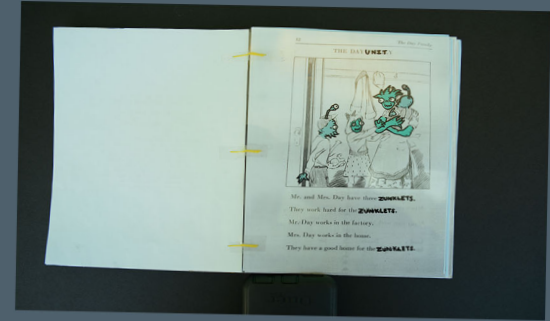 THE DAY UNIT
Mr. and Mrs. Day have three ZUNKLETS.
They work hard for the ZUNKLETS.
Mr. Day works in the factory.
Mrs. Day works in the house.
They have a good home for the ZUNKLETS.